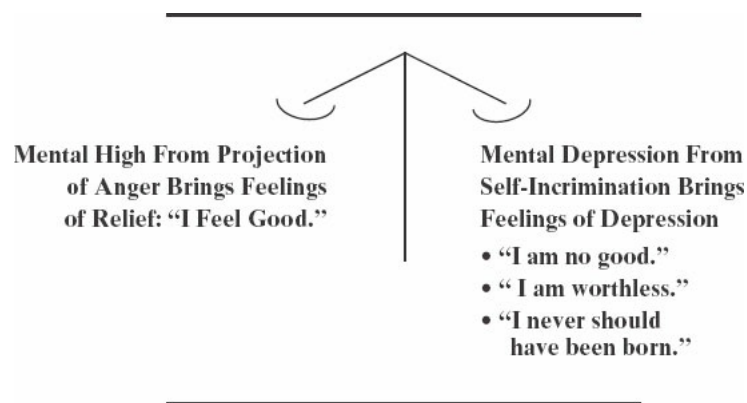 Mental High From Projection
of Anger Brings Feelings
of Relief: “I Feel Good.”
Mental Depression From
Self-Incrimination Brings
Feelings of Depression
• “I am no good.”
• “ I am worthless.”
• “I never should
have been born.”